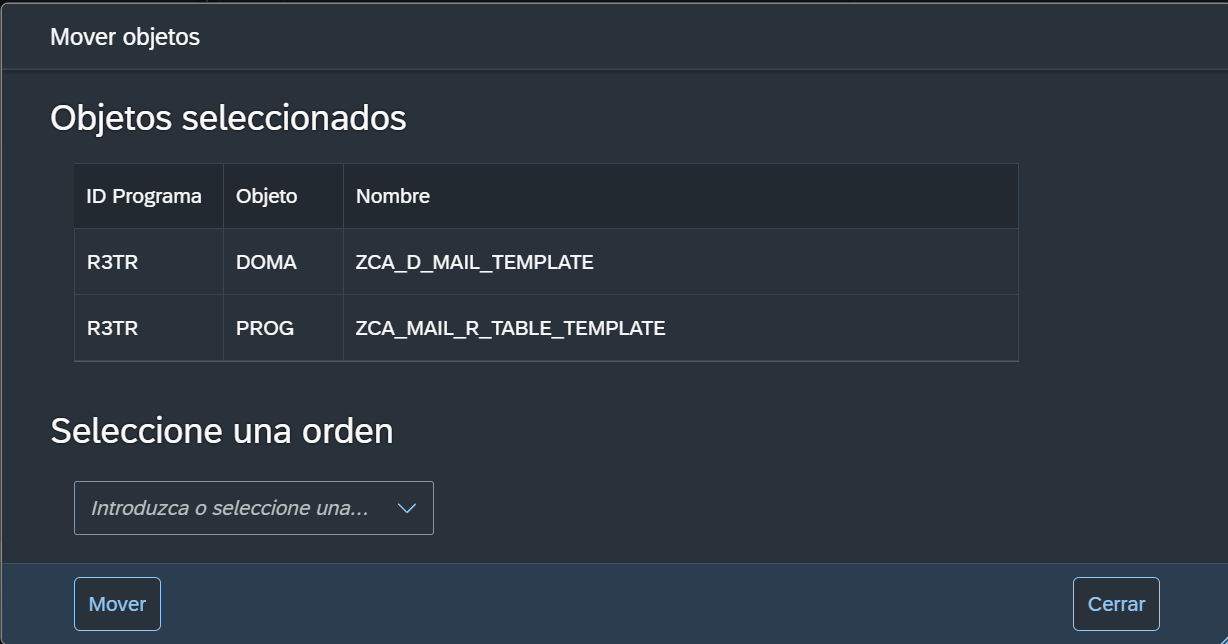 Mover objetos
Objetos seleccionados
ID Programa Objeto Nombre
R3TR DOMA ZCA_D_MAIL_TEMPLATE
R3TR PROG ZCA_MAIL_R_TABLE_TEMPLATE
Seleccione una orden
Introduzca o seleccione una...
Mover Cerrar